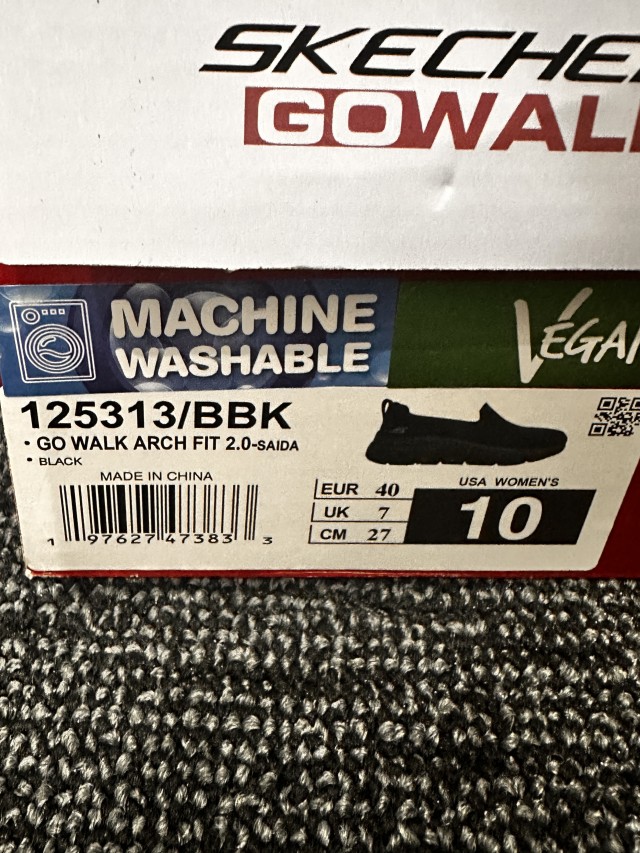 SKECHE
GOWAL
MACHINE
WASHABLE
VÉGA
125313/BBK
• GO WALK ARCH FIT 2.0-SAIDA
• BLACK
MADE IN CHINA
1 97627 47383 3
EUR 40
UK 7
CM 27
USA WOMEN'S
10